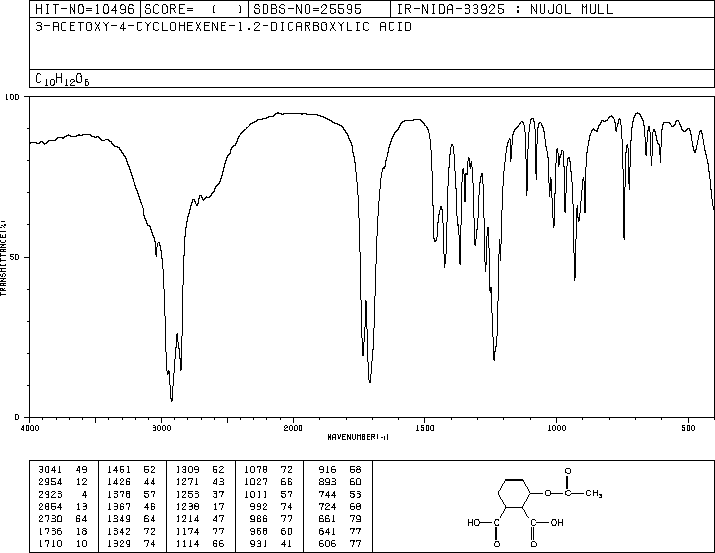 HIT-NO=10496 SCORE= ( ) SDBS-NO=25595 IR-NIDA-33925 : NUJOL MULL
3-ACETOXY-4-CYCLOHEXENE-1,2-DICARBOXYLIC ACID
C10H12O6
100
50
0
TRANSMITTANCE(%)
4000 3000 2000 1500 1000 500
WAVENUMBER(-1)
3041 49 1461 52 1309 52 1078 72 916 58
2954 12 1426 44 1271 43 1027 66 893 60
2923 4 1378 57 1253 37 1011 57 744 53
2854 13 1367 46 1238 17 992 74 724 68
2730 64 1349 64 1214 47 986 77 661 79
1736 18 1342 72 1174 77 968 60 641 77
1710 10 1329 74 1114 66 931 41 606 77
O
O CH3
HO OH
O O